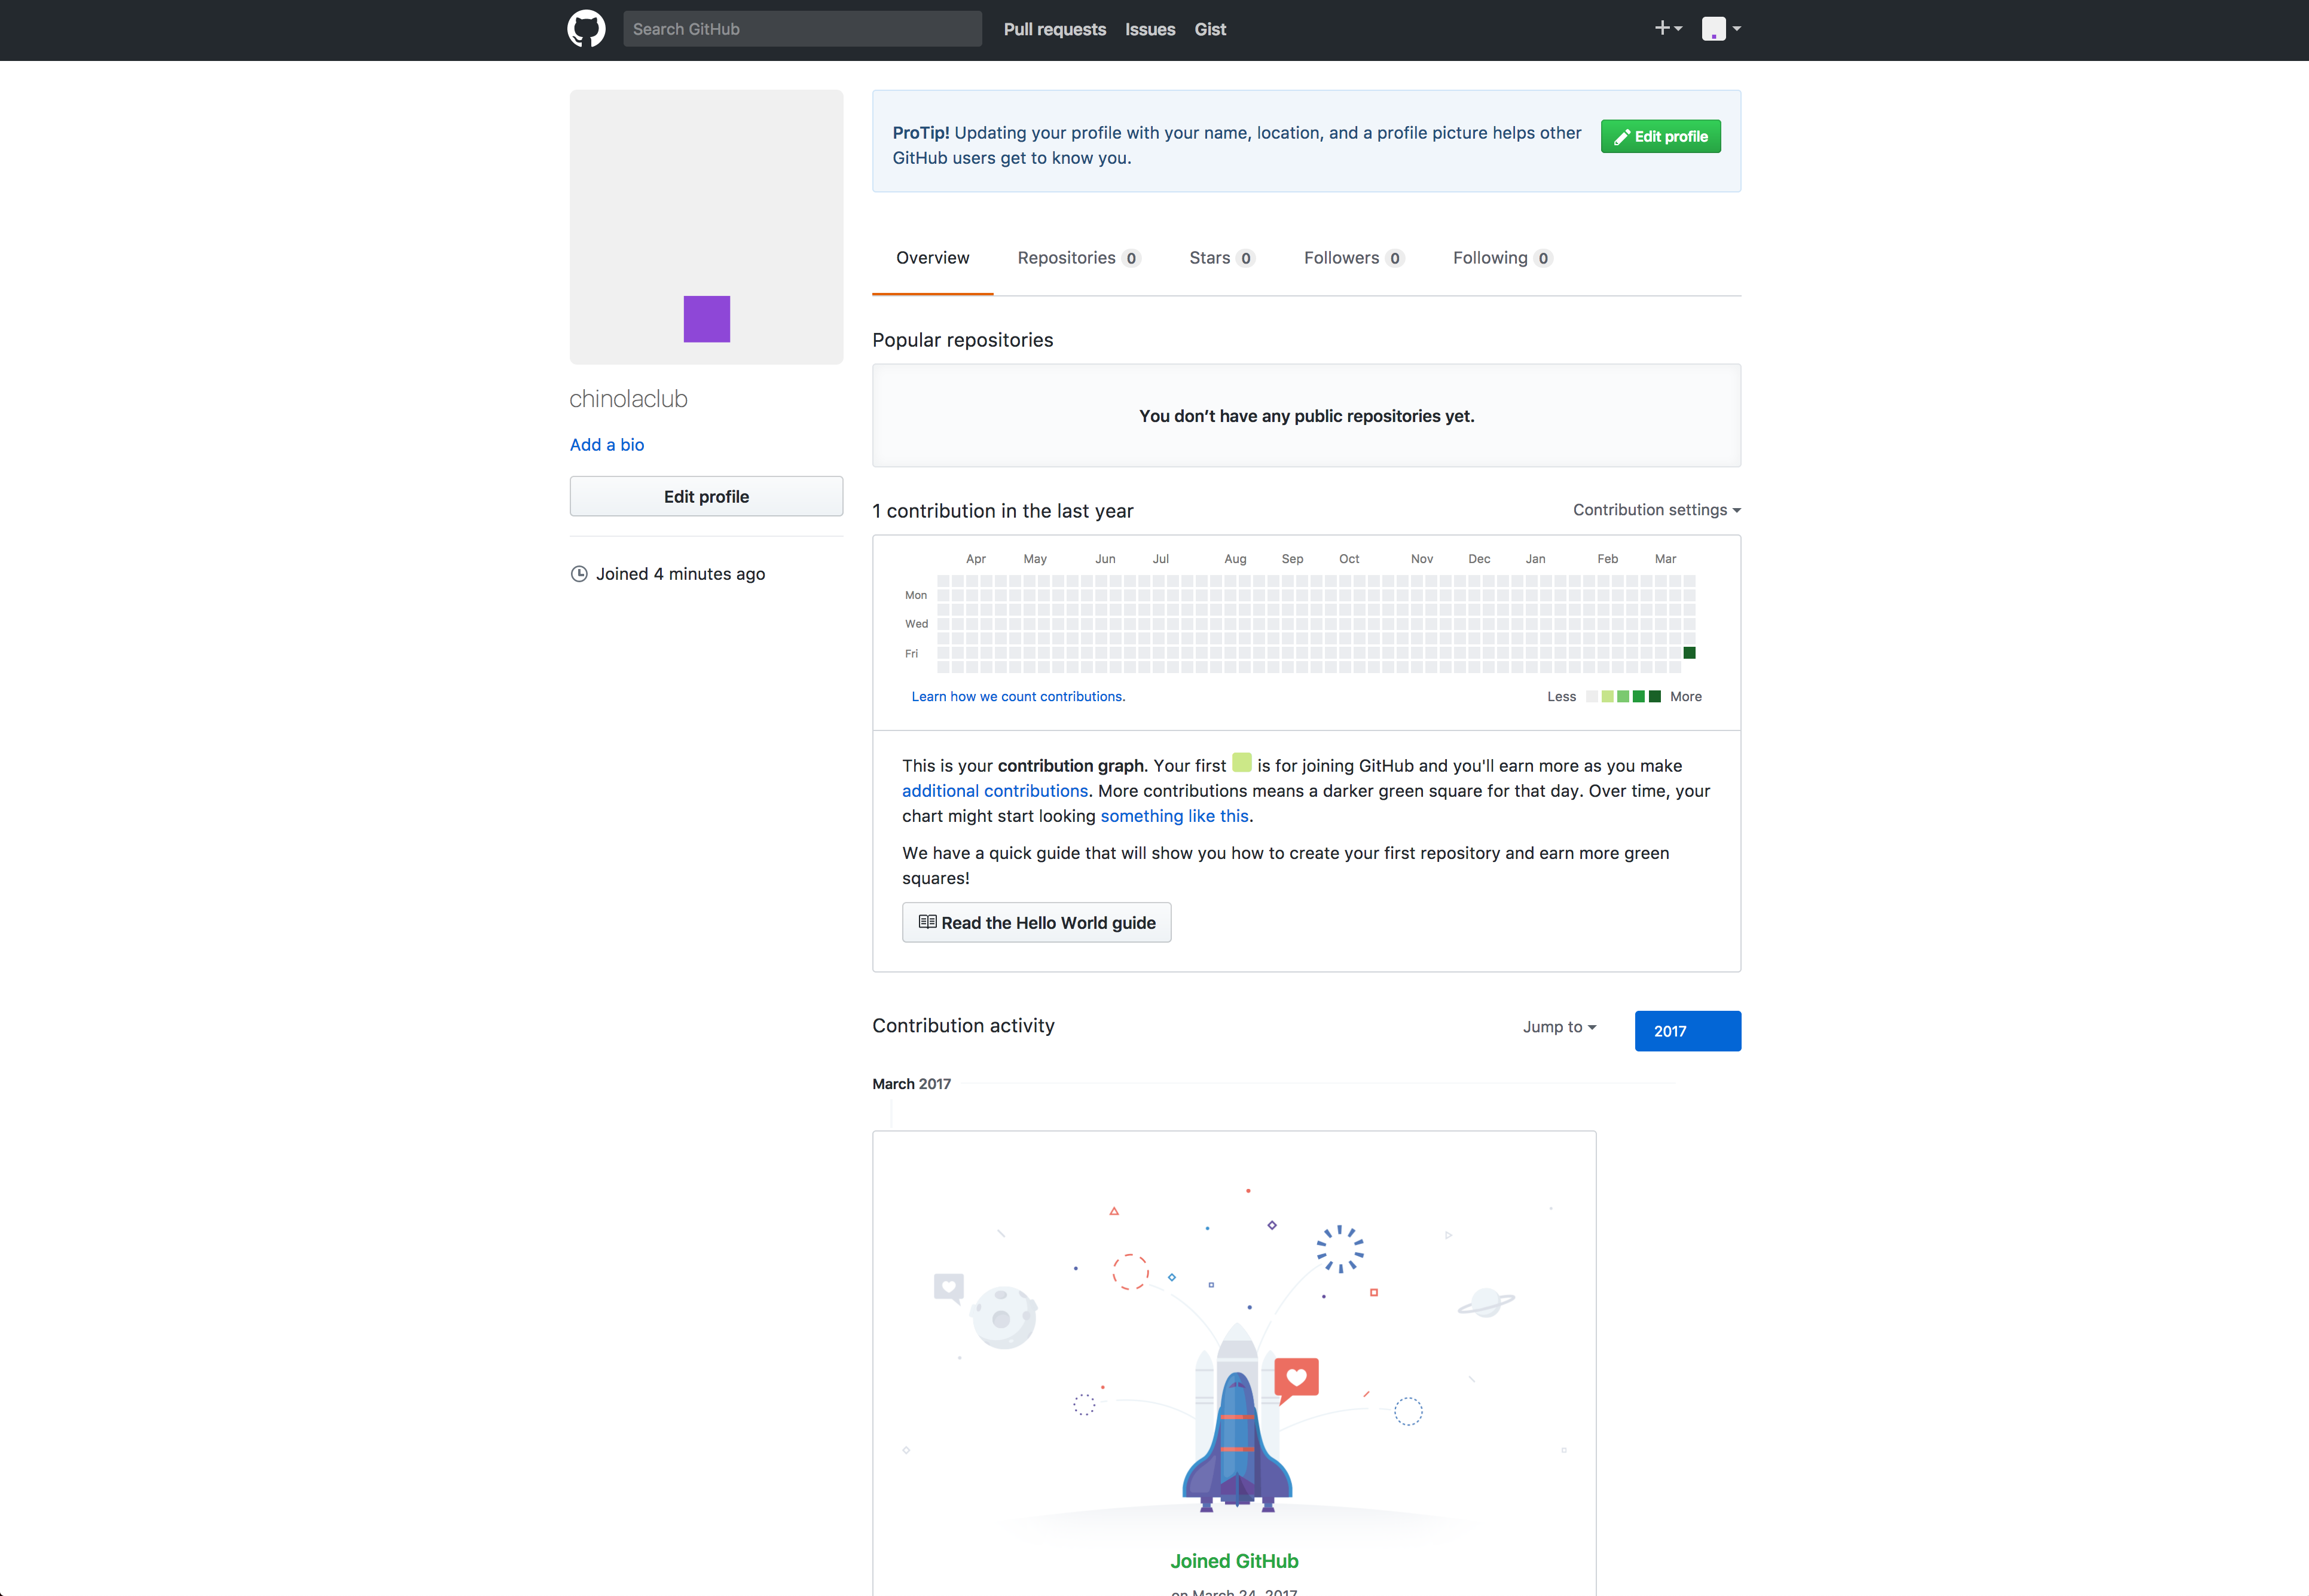 Search GitHub
Pull requests
Issues
Gist
ProTip! Updating your profile with your name, location, and a profile picture helps other
GitHub users get to know you.
Edit profile
chinolaclub
Add a bio
Edit profile
Joined 4 minutes ago
Overview
Repositories 0
Stars 0
Followers 0
Following 0
Popular repositories
You don’t have any public repositories yet.
1 contribution in the last year
Contribution settings
Apr May Jun Jul Aug Sep Oct Nov Dec Jan Feb Mar
Mon
Wed
Fri
Learn how we count contributions.
Less More
This is your contribution graph. Your first is for joining GitHub and you'll earn more as you make
additional contributions. More contributions means a darker green square for that day. Over time, your
chart might start looking something like this.
We have a quick guide that will show you how to create your first repository and earn more green
squares!
Read the Hello World guide
Contribution activity
Jump to
2017
March 2017
Joined GitHub
on March 24, 2017